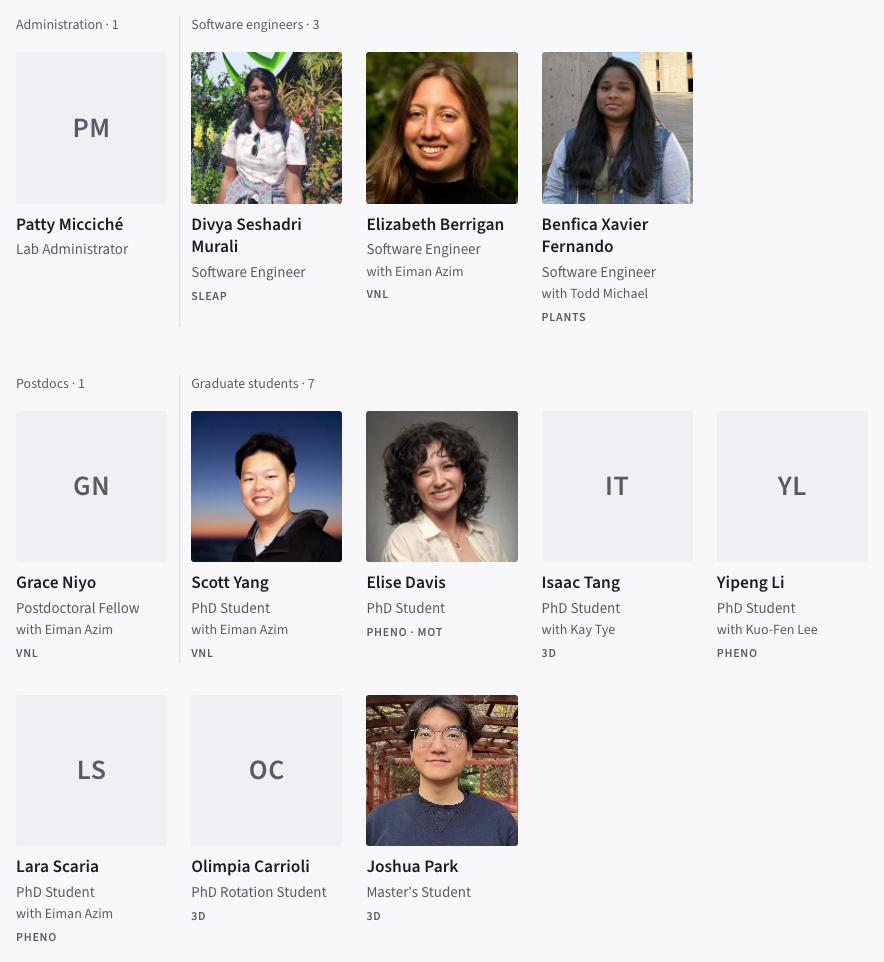 Administration · 1
Software engineers · 3
PM
Patty Micciché
Lab Administrator
Divya Seshadri
Murali
Software Engineer
SLEAP
Elizabeth Berrigan
Software Engineer
with Eiman Azim
VNL
Benfica Xavier
Fernando
Software Engineer
with Todd Michael
PLANTS
Postdocs · 1
Graduate students · 7
GN
Grace Niyo
Postdoctoral Fellow
with Eiman Azim
VNL
Scott Yang
PhD Student
with Eiman Azim
VNL
Elise Davis
PhD Student
PHENO · MOT
IT
Isaac Tang
PhD Student
with Kay Tye
3D
YL
Yipeng Li
PhD Student
with Kuo-Fen Lee
PHENO
LS
Lara Scaria
PhD Student
with Eiman Azim
PHENO
OC
Olimpia Carrioli
PhD Rotation Student
3D
Joshua Park
Master's Student
3D